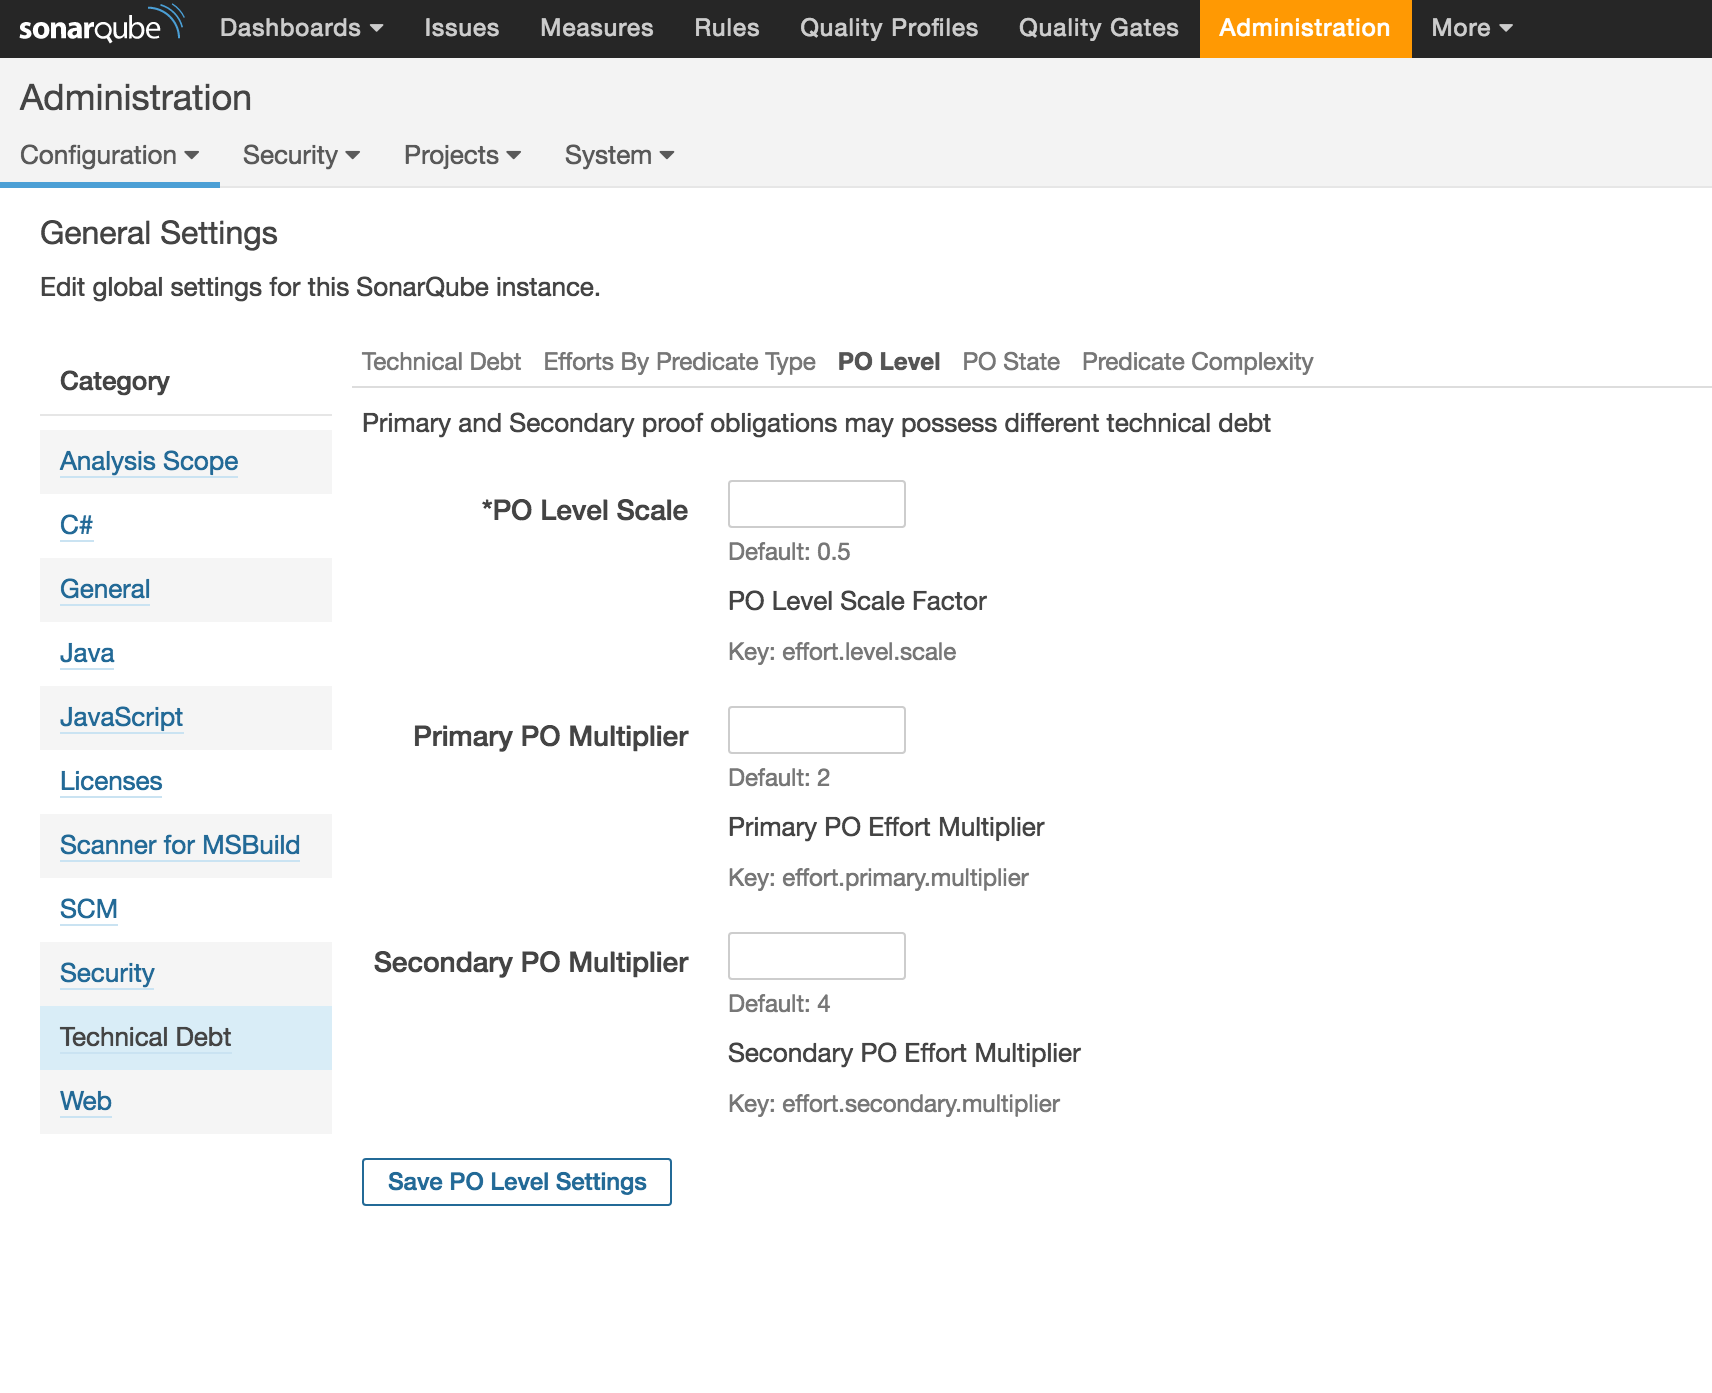 sonarqube Dashboards Issues Measures Rules Quality Profiles Quality Gates Administration More
Administration
Configuration Security Projects System
General Settings
Edit global settings for this SonarQube instance.
Category
Analysis Scope
C#
General
Java
JavaScript
Licenses
Scanner for MSBuild
SCM
Security
Technical Debt
Web
Technical Debt Efforts By Predicate Type PO Level PO State Predicate Complexity
Primary and Secondary proof obligations may possess different technical debt
*PO Level Scale
Default: 0.5
PO Level Scale Factor
Key: effort.level.scale
Primary PO Multiplier
Default: 2
Primary PO Effort Multiplier
Key: effort.primary.multiplier
Secondary PO Multiplier
Default: 4
Secondary PO Effort Multiplier
Key: effort.secondary.multiplier
Save PO Level Settings